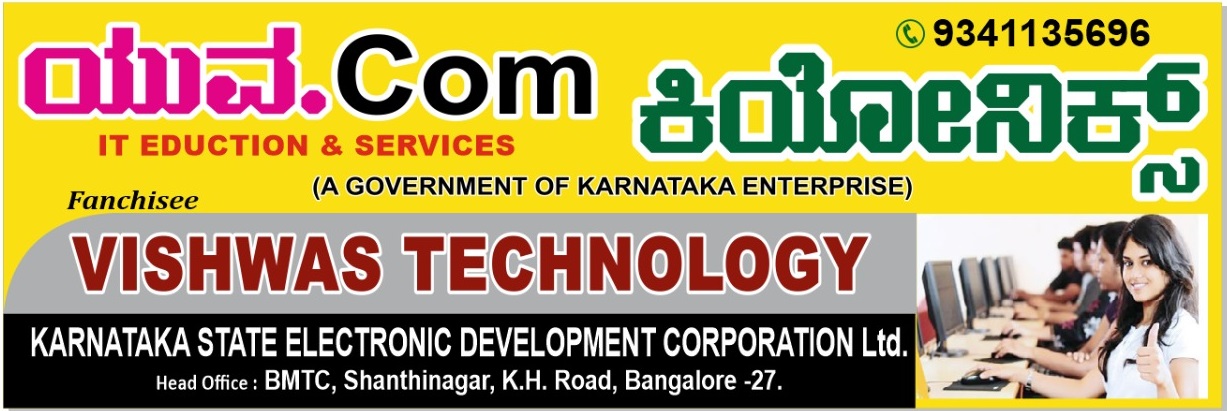 ಯುವ.Com
9341135696
ಕಿಯೋನಿಕ್ಸ್
IT EDUCTION & SERVICES
(A GOVERNMENT OF KARNATAKA ENTERPRISE)
Fanchisee
VISHWAS TECHNOLOGY
KARNATAKA STATE ELECTRONIC DEVELOPMENT CORPORATION Ltd.
Head Office : BMTC, Shanthinagar, K.H. Road, Bangalore -27.